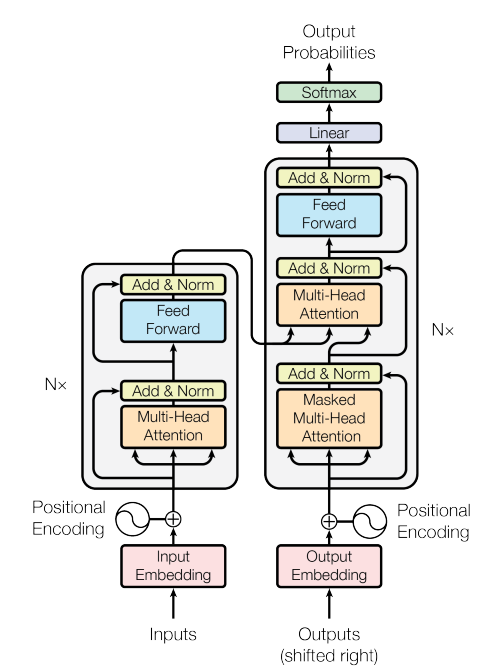 Output
Probabilities
Softmax
Linear
Add & Norm
Feed
Forward
Add & Norm
Multi-Head
Attention
Add & Norm
Masked
Multi-Head
Attention
N×
Add & Norm
Feed
Forward
Add & Norm
Multi-Head
Attention
N×
Positional
Encoding
Positional
Encoding
Input
Embedding
Output
Embedding
Inputs
Outputs
(shifted right)